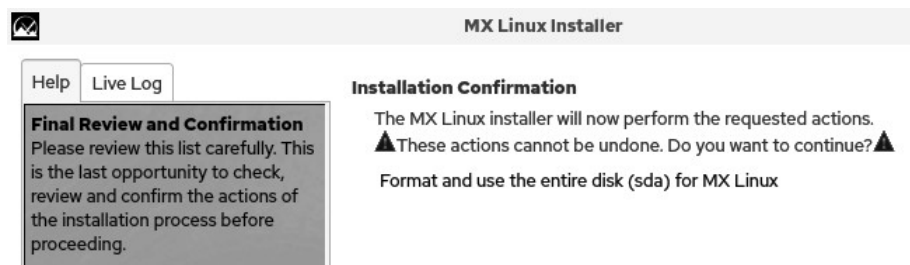 MX Linux Installer
Help
Live Log
Final Review and Confirmation
Please review this list carefully. This
is the last opportunity to check,
review and confirm the actions of
the installation process before
proceeding.
Installation Confirmation
The MX Linux installer will now perform the requested actions.
These actions cannot be undone. Do you want to continue?
Format and use the entire disk (sda) for MX Linux